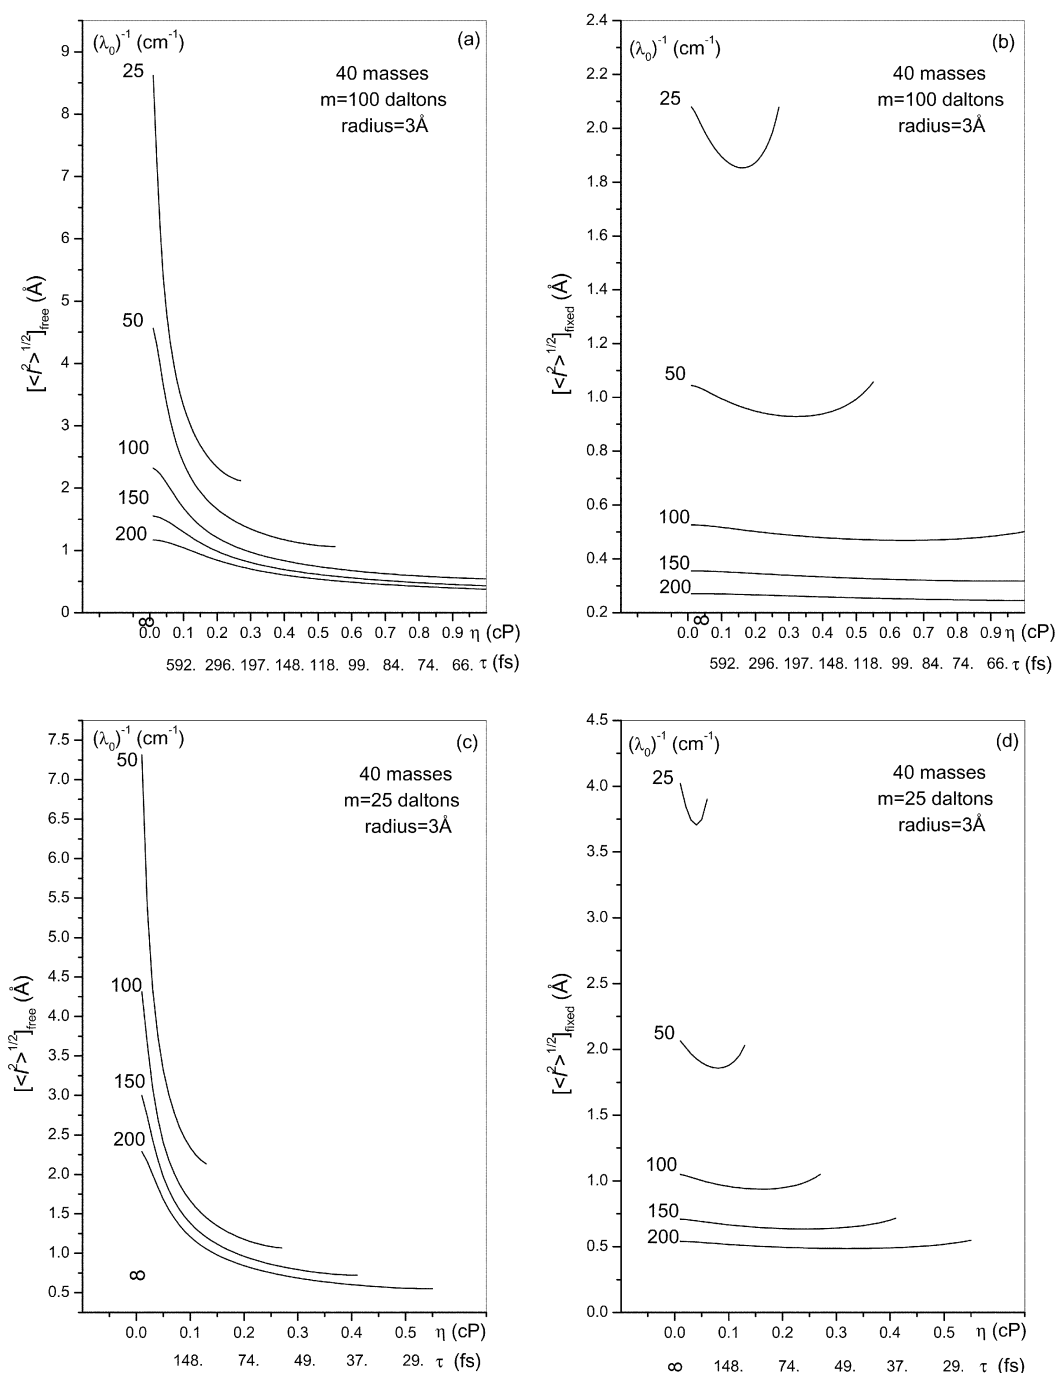 (λ0)-1 (cm-1)
(a)
40 masses
m=100 daltons
radius=3Å
25
50
100
150
200
9
8
7
6
5
4
3
2
1
0
[<l2>1/2]free (Å)
∞
0.0 0.1 0.2 0.3 0.4 0.5 0.6 0.7 0.8 0.9 η (cP)
592. 296. 197. 148. 118. 99. 84. 74. 66. τ (fs)
(λ0)-1 (cm-1)
(b)
40 masses
m=100 daltons
radius=3Å
25
50
100
150
200
2.4
2.2
2.0
1.8
1.6
1.4
1.2
1.0
0.8
0.6
0.4
0.2
[<l2>1/2]fixed (Å)
∞
0.0 0.1 0.2 0.3 0.4 0.5 0.6 0.7 0.8 0.9 η (cP)
592. 296. 197. 148. 118. 99. 84. 74. 66. τ (fs)
(λ0)-1 (cm-1)
(c)
40 masses
m=25 daltons
radius=3Å
50
100
150
200
7.5
7.0
6.5
6.0
5.5
5.0
4.5
4.0
3.5
3.0
2.5
2.0
1.5
1.0
0.5
[<l2>1/2]free (Å)
∞
0.0 0.1 0.2 0.3 0.4 0.5 η (cP)
148. 74. 49. 37. 29. τ (fs)
(λ0)-1 (cm-1)
(d)
40 masses
m=25 daltons
radius=3Å
25
50
100
150
200
4.5
4.0
3.5
3.0
2.5
2.0
1.5
1.0
0.5
0.0
[<l2>1/2]fixed (Å)
0.0 0.1 0.2 0.3 0.4 0.5 η (cP)
∞ 148. 74. 49. 37. 29. τ (fs)